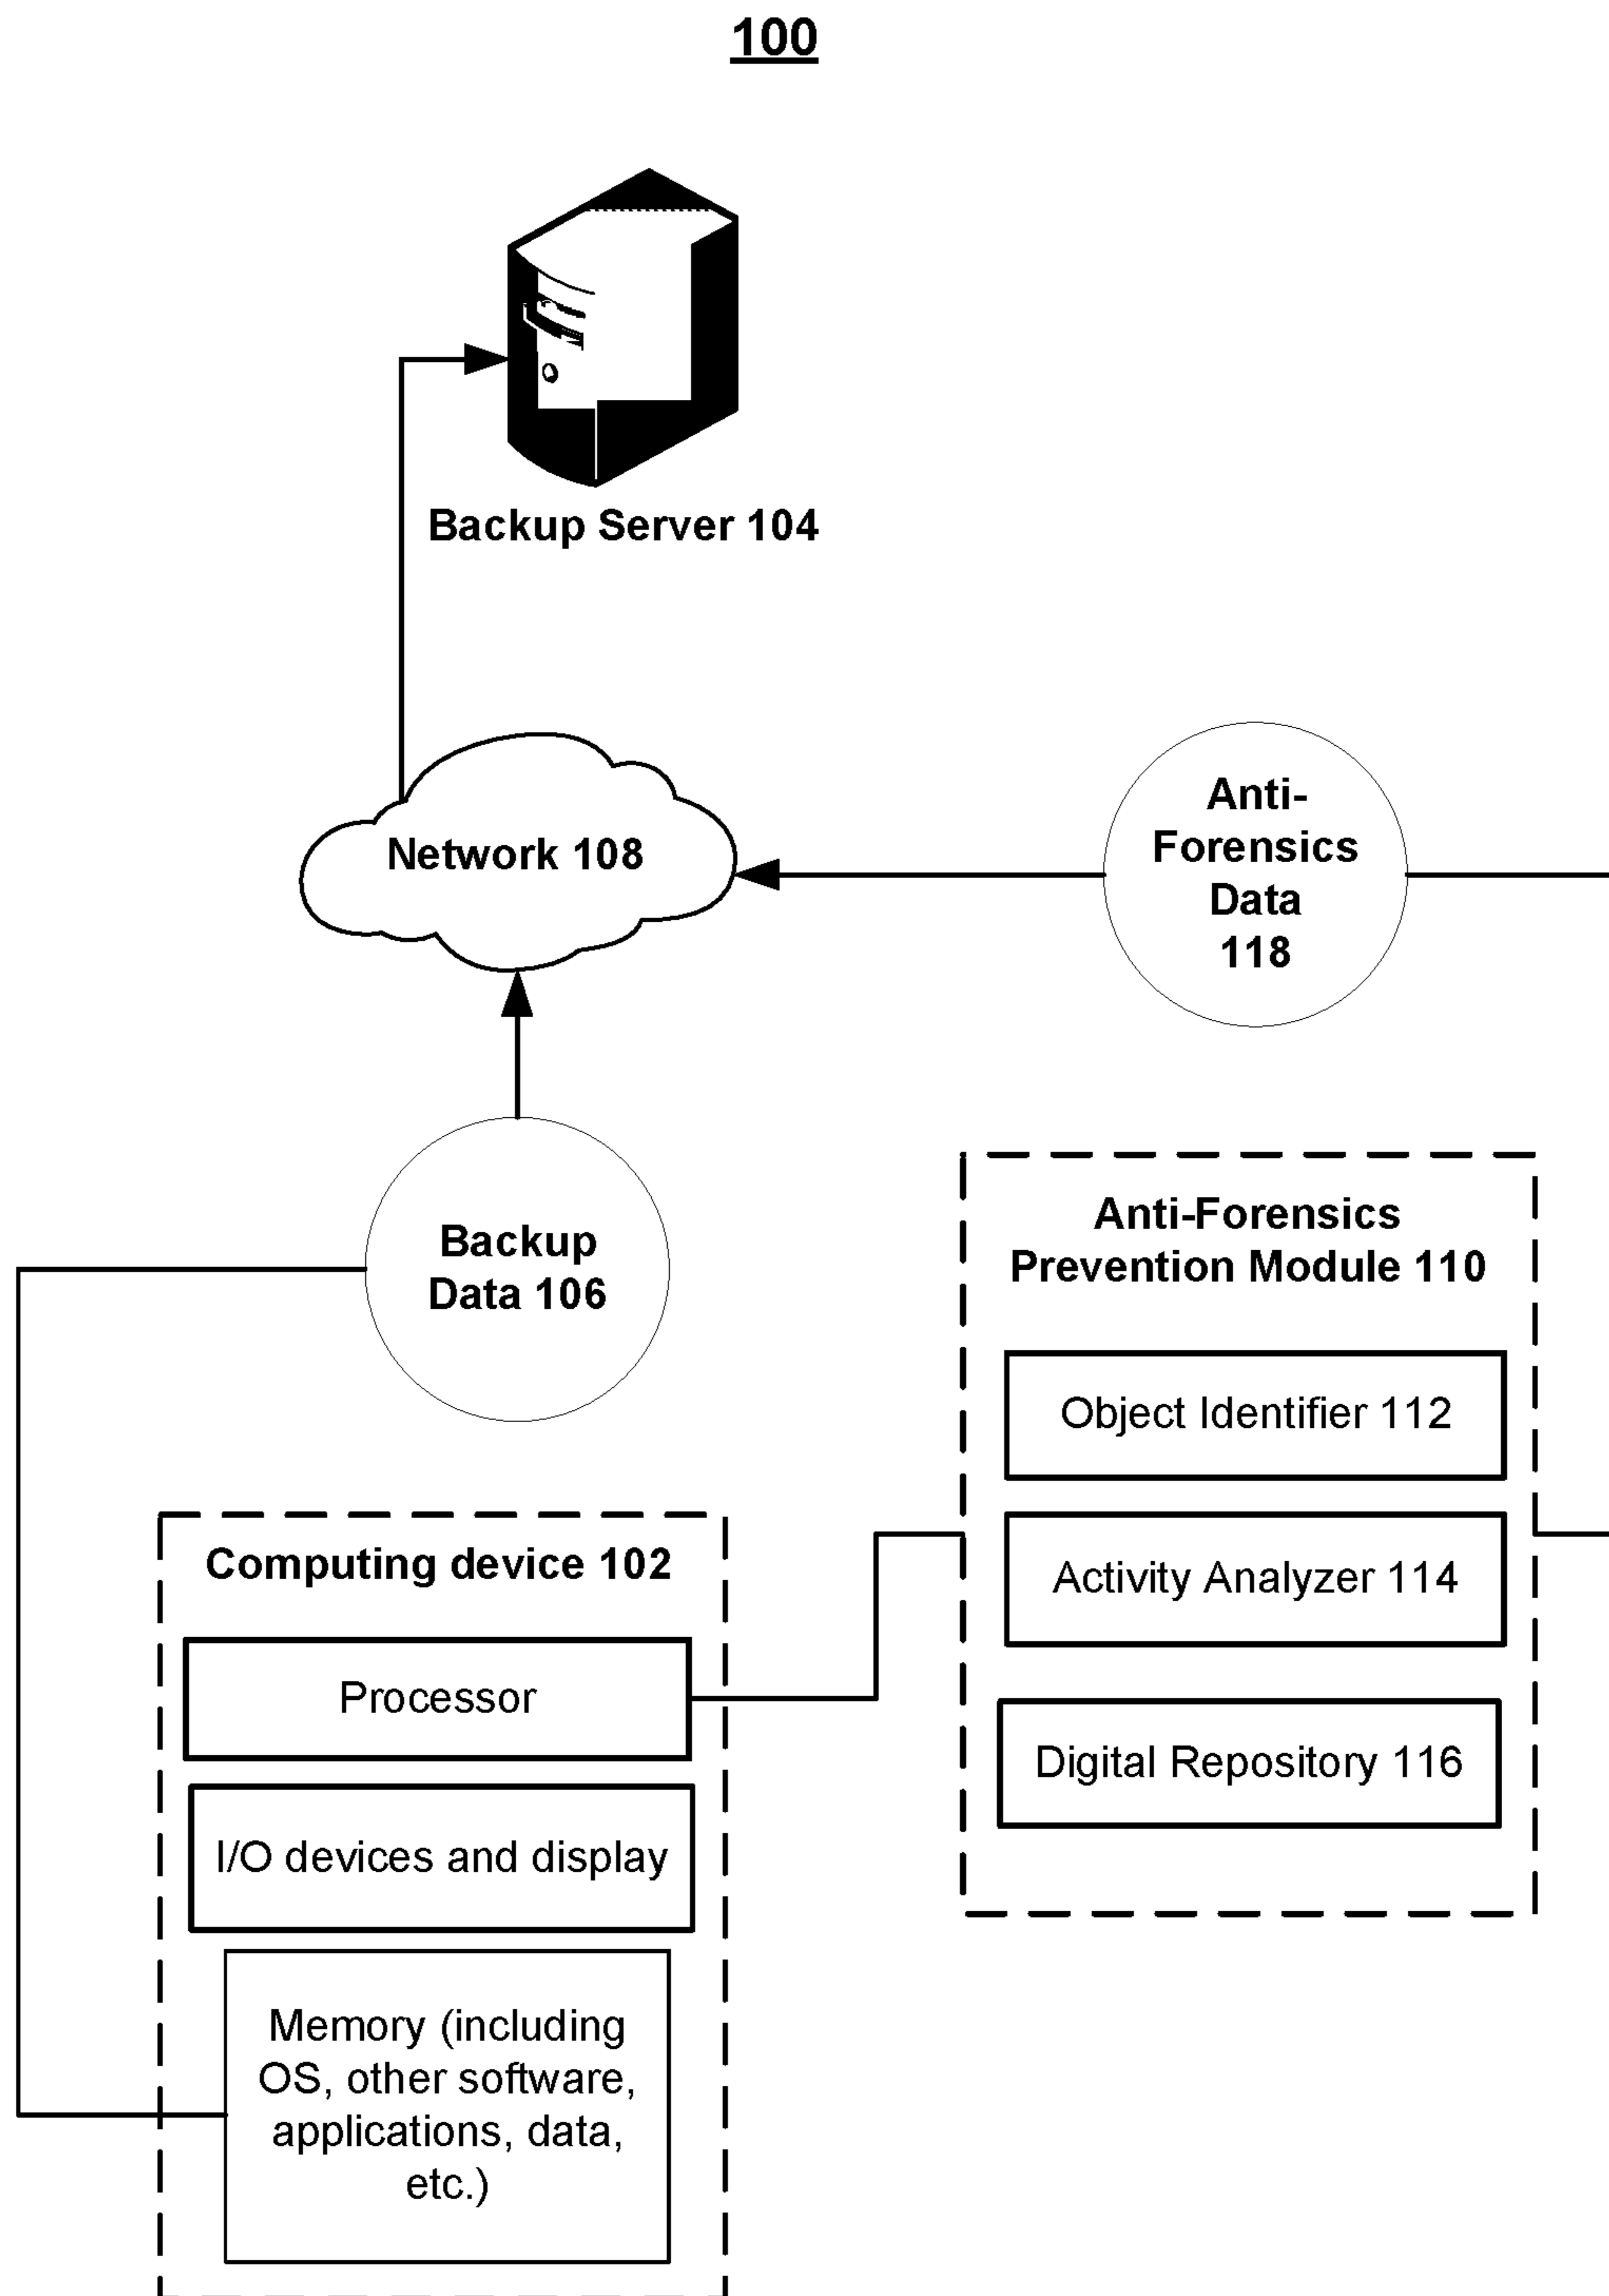 100
Backup Server 104
Network 108
Anti-
Forensics
Data
118
Backup
Data 106
Anti-Forensics
Prevention Module 110
Object Identifier 112
Activity Analyzer 114
Digital Repository 116
Computing device 102
Processor
I/O devices and display
Memory (including
OS, other software,
applications, data,
etc.)